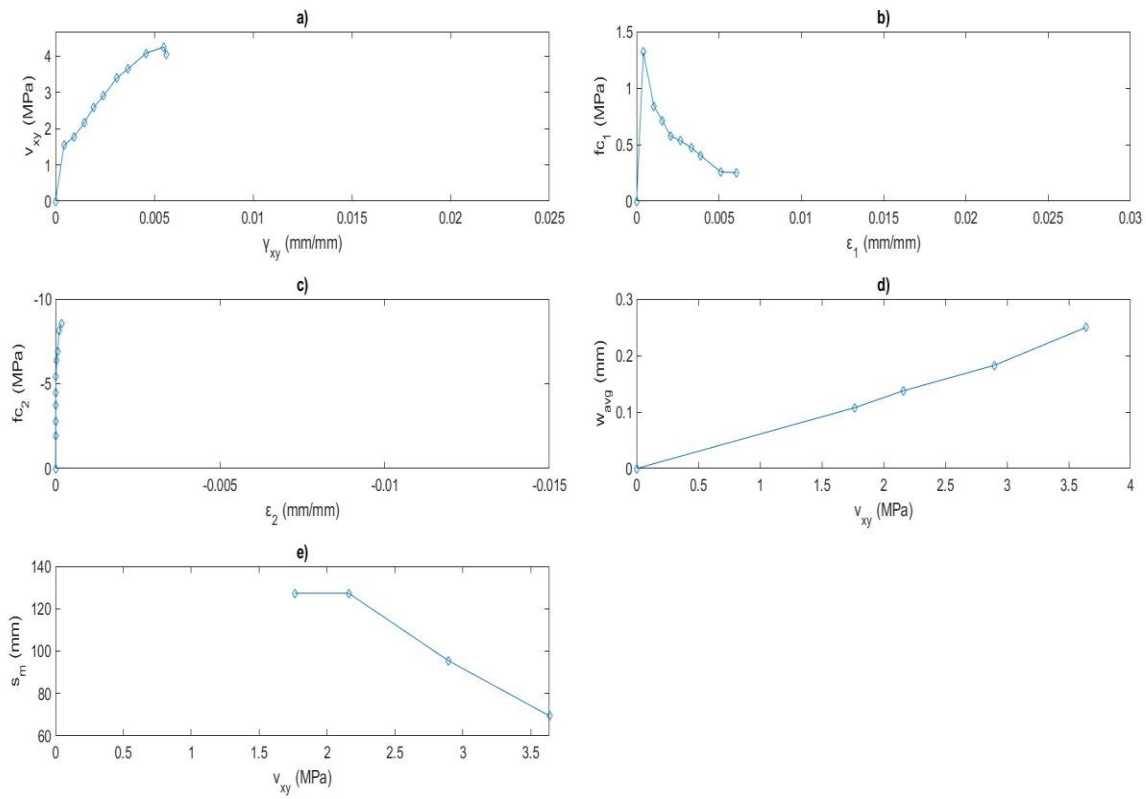 a)
v_xy (MPa)
4
3
2
1
0
0 0.005 0.01 0.015 0.02 0.025
γ_xy (mm/mm)
b)
fc_1 (MPa)
1.5
1
0.5
0
0 0.005 0.01 0.015 0.02 0.025 0.03
ε_1 (mm/mm)
c)
fc_2 (MPa)
-10
-5
0
0 -0.005 -0.01 -0.015
ε_2 (mm/mm)
d)
w_avg (mm)
0.3
0.2
0.1
0
0 0.5 1 1.5 2 2.5 3 3.5 4
v_xy (MPa)
e)
s_m (mm)
140
120
100
80
60
0 0.5 1 1.5 2 2.5 3 3.5
v_xy (MPa)